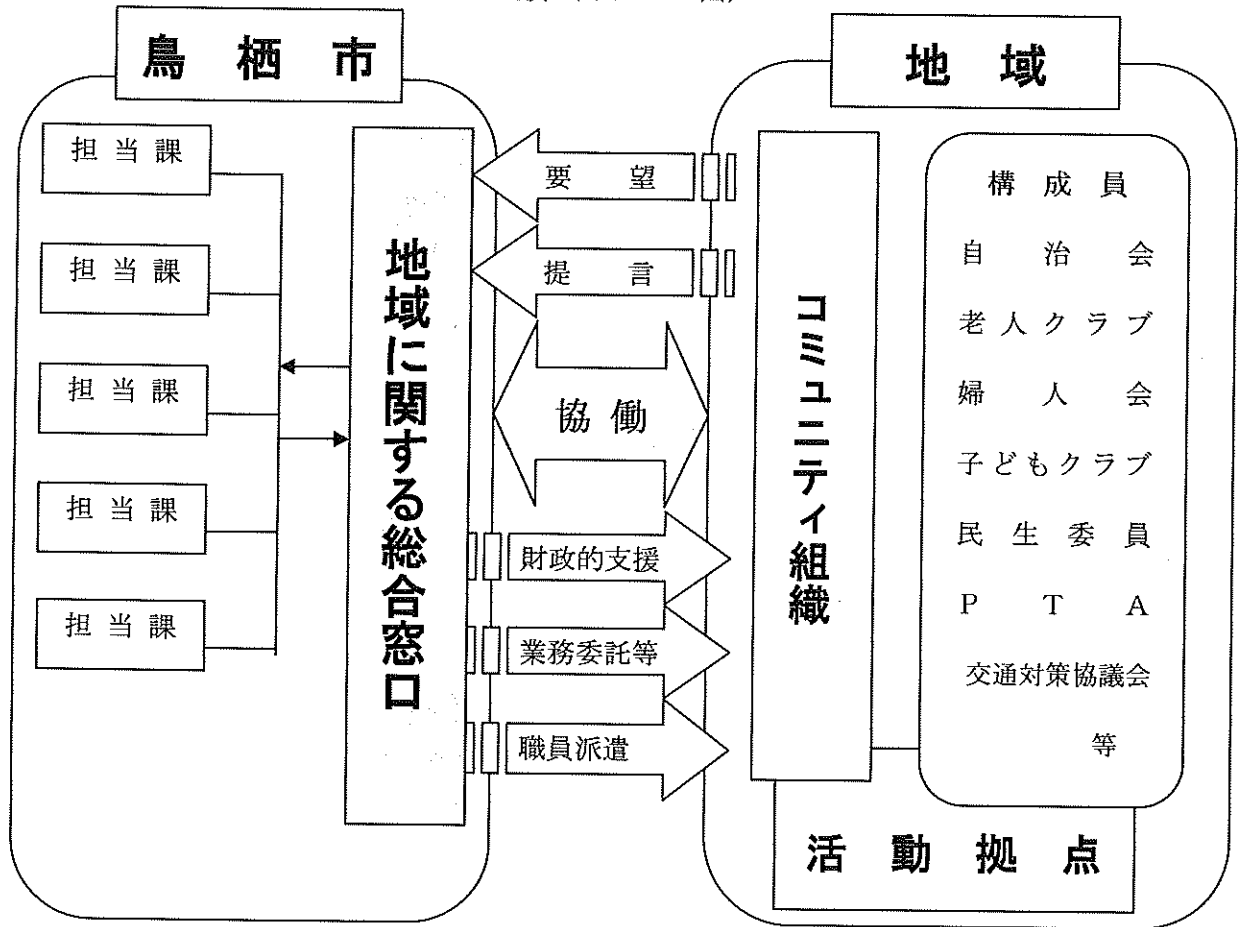 鳥栖市
担当課
担当課
担当課
担当課
担当課
地域に関する総合窓口
要望
提言
協働
財政的支援
業務委託等
職員派遣
地域
コミュニティ組織
構成員
自治会
老人クラブ
婦人会
子どもクラブ
民生委員
PTA
交通対策協議会
等
活動拠点